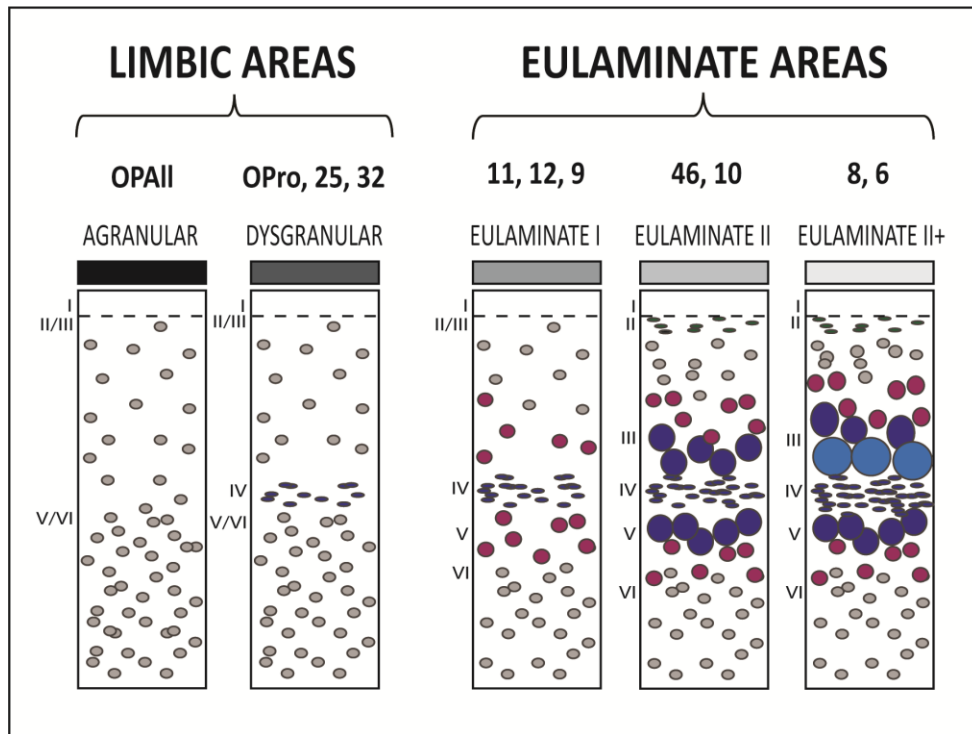 LIMBIC AREAS
EULAMINATE AREAS
OPAll
OPro, 25, 32
11, 12, 9
46, 10
8, 6
AGRANULAR
DYSGRANULAR
EULAMINATE I
EULAMINATE II
EULAMINATE II+
I
II/III
V/VI
I
II/III
IV
V/VI
I
II/III
IV
V
VI
I
II
III
IV
V
VI
I
II
III
IV
V
VI